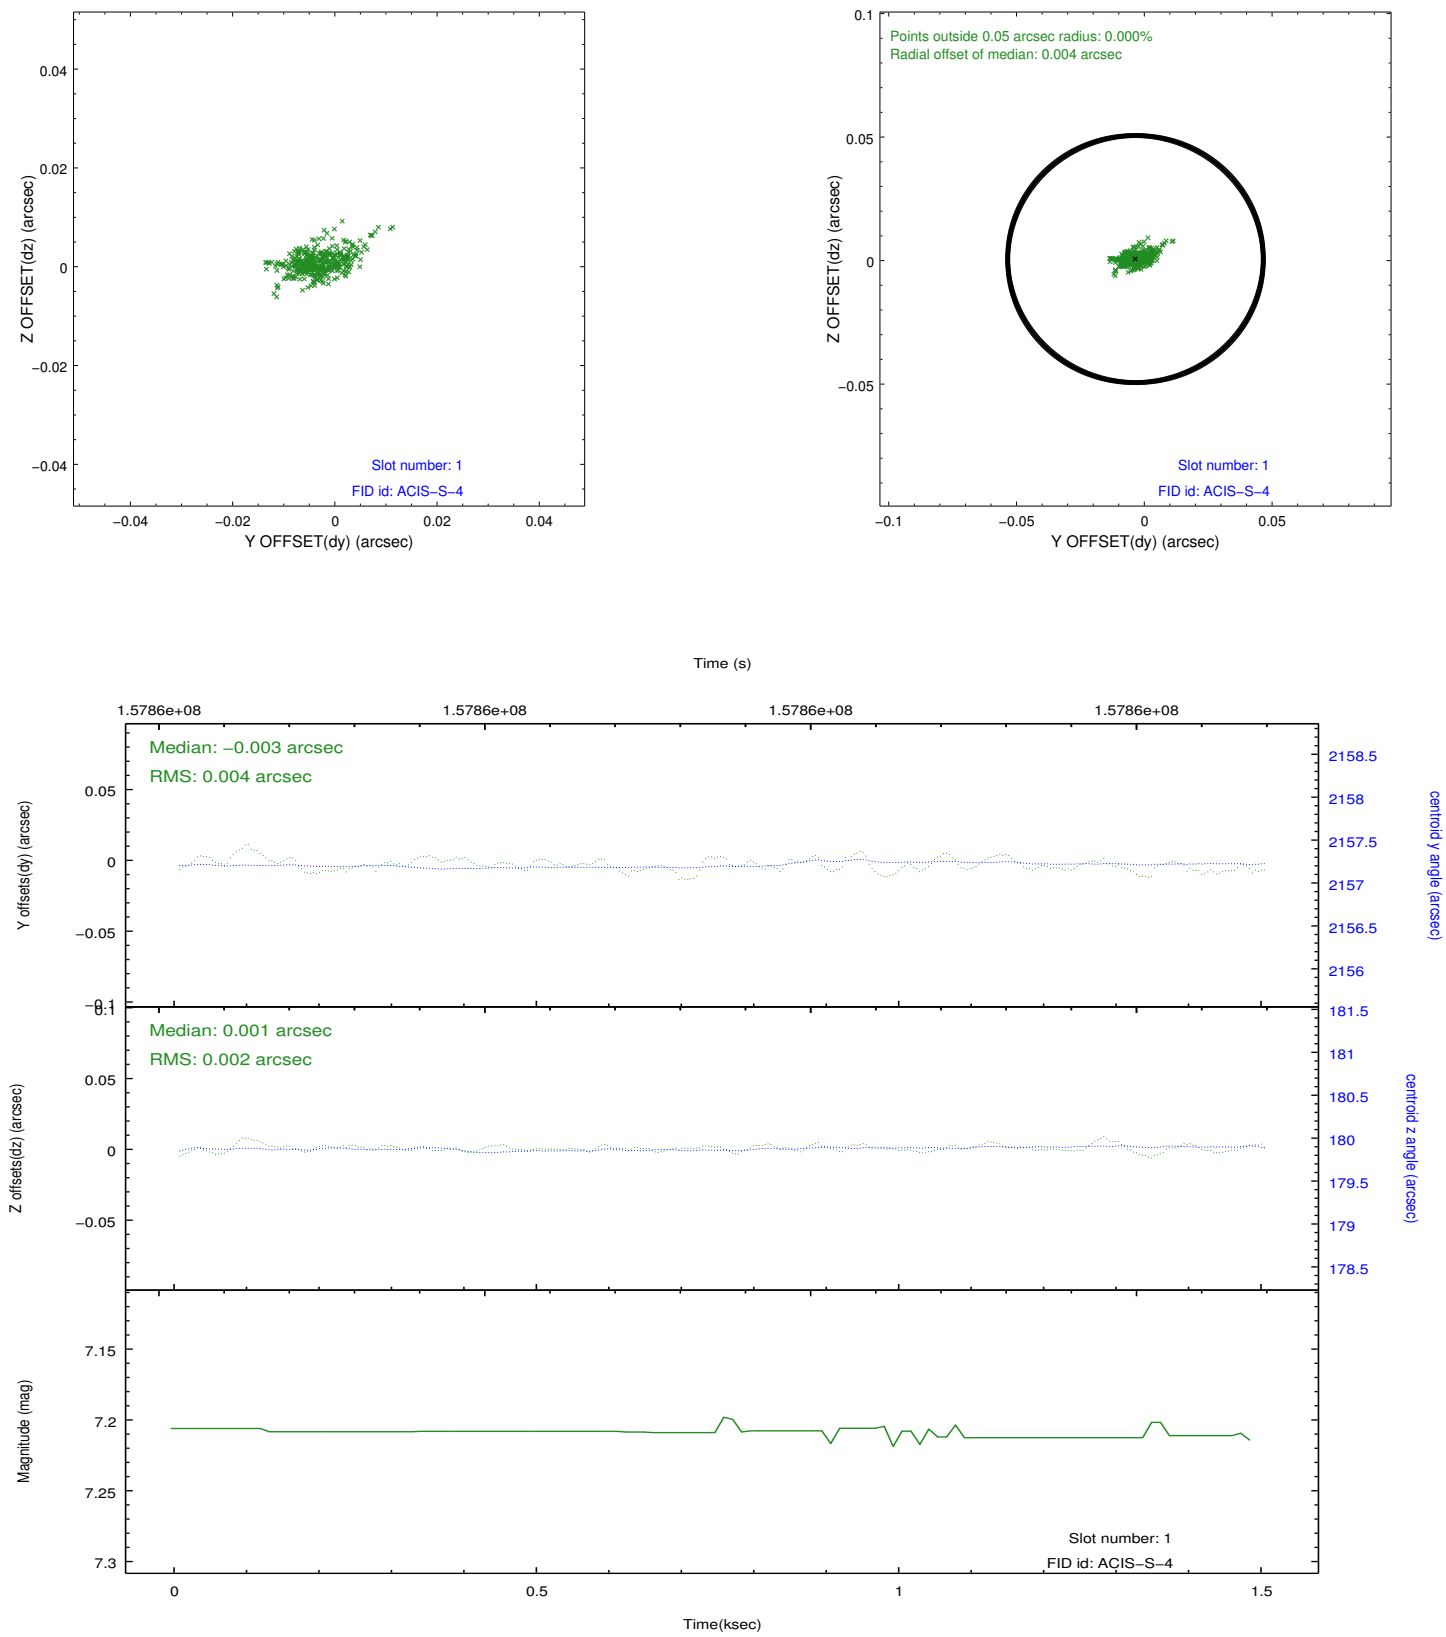 0.04
0.02
0
−0.02
−0.04
Z OFFSET(dz) (arcsec)
Slot number: 1
FID id: ACIS−S−4
−0.04
−0.02
0
0.02
0.04
Y OFFSET(dy) (arcsec)
0.1
0.05
0
−0.05
Z OFFSET(dz) (arcsec)
Points outside 0.05 arcsec radius: 0.000%
Radial offset of median: 0.004 arcsec
Slot number: 1
FID id: ACIS−S−4
−0.1
−0.05
0
0.05
Y OFFSET(dy) (arcsec)
Time (s)
1.5786e+08
1.5786e+08
1.5786e+08
1.5786e+08
Median: −0.003 arcsec
RMS: 0.004 arcsec
0.05
0
−0.05
−0.1
Y offsets(dy) (arcsec)
2158.5
2158
2157.5
2157
2156.5
2156
centroid y angle (arcsec)
Median: 0.001 arcsec
RMS: 0.002 arcsec
0.1
0.05
0
−0.05
Z offsets(dz) (arcsec)
181.5
181
180.5
180
179.5
179
178.5
centroid z angle (arcsec)
7.15
7.2
7.25
7.3
Magnitude (mag)
Slot number: 1
FID id: ACIS−S−4
0
0.5
1
1.5
Time(ksec)